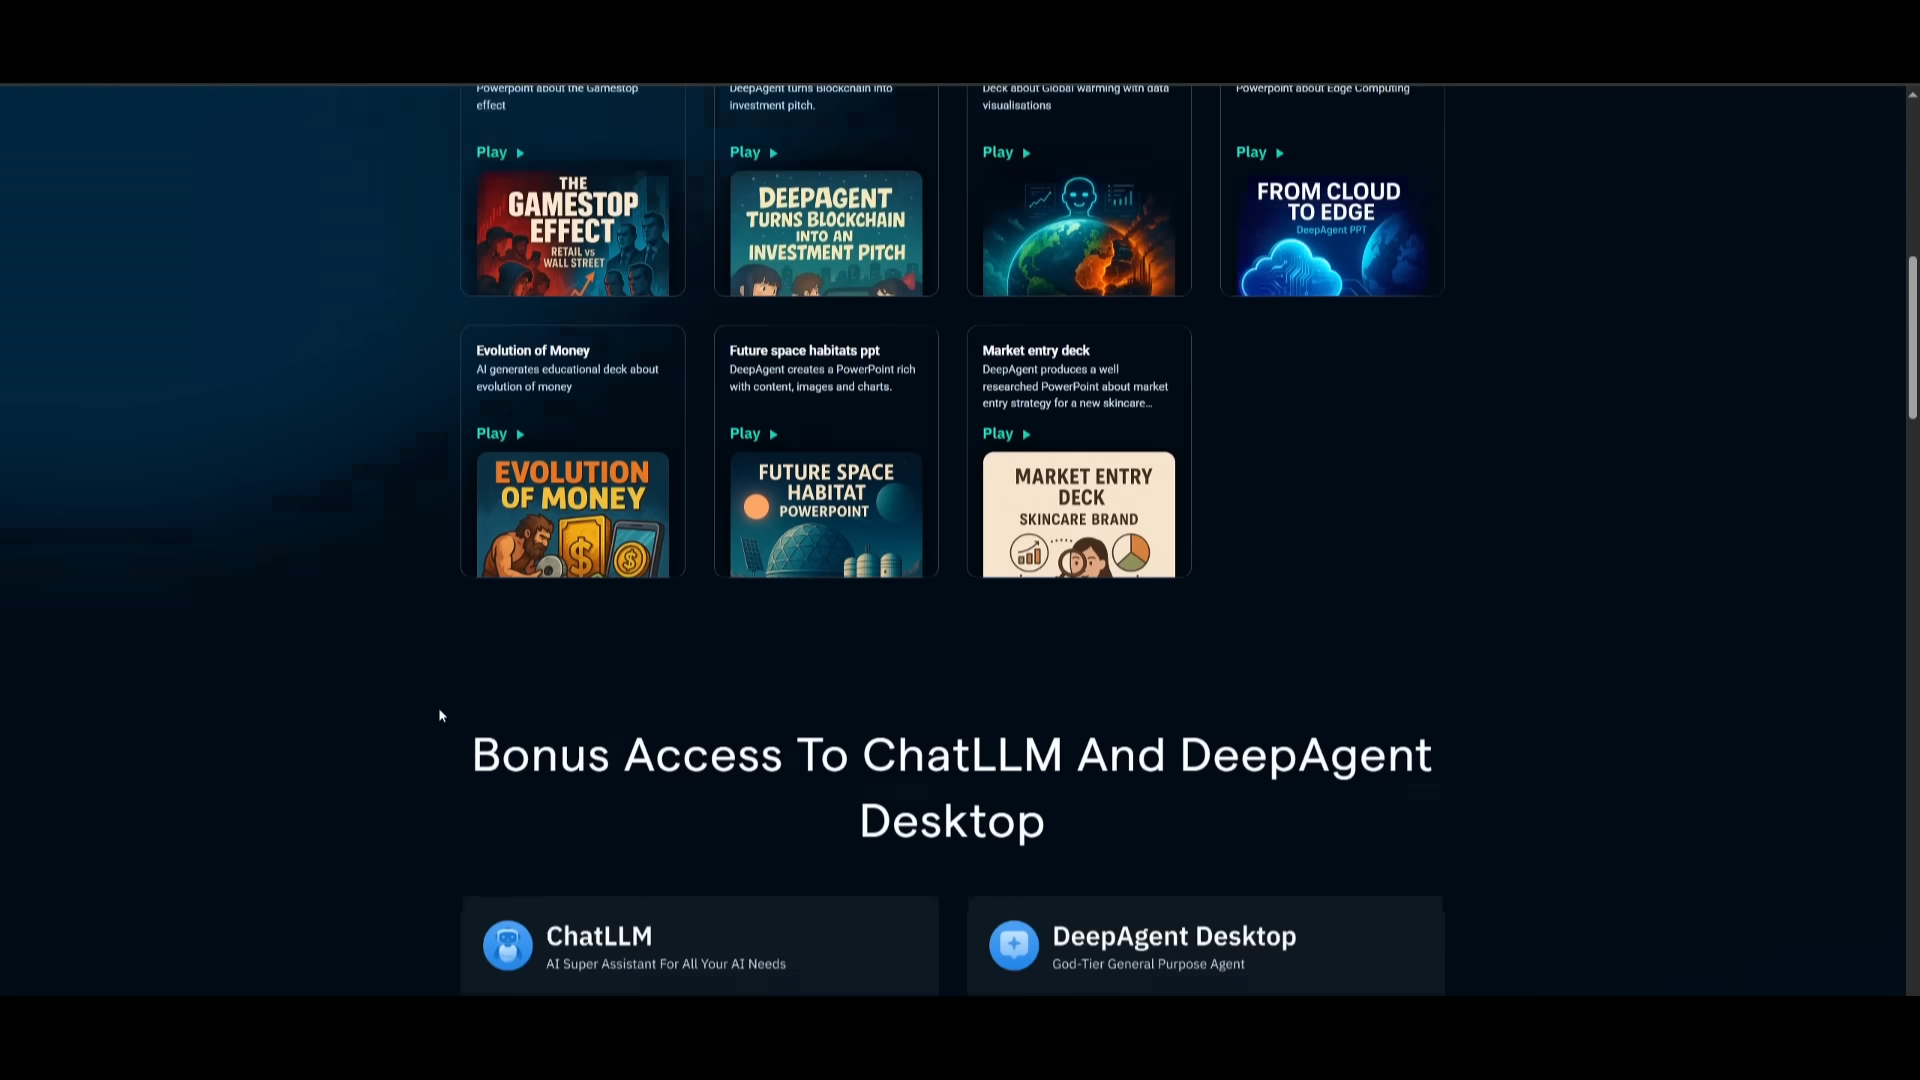 Powerpoint about the Gamestop
effect
Play
THE
GAMESTOP
EFFECT
RETAIL vs
WALL STREET
DeepAgent turns Blockchain into
investment pitch.
Play
DEEPAGENT
TURNS BLOCKCHAIN
INTO AN
INVESTMENT PITCH
Deck about Global warming with data
visualisations
Play
Powerpoint about Edge Computing
Play
FROM CLOUD
TO EDGE
DeepAgent PPT
Evolution of Money
AI generates educational deck about
evolution of money
Play
EVOLUTION
OF MONEY
Future space habitats ppt
DeepAgent creates a PowerPoint rich
with content, images and charts.
Play
FUTURE SPACE
HABITAT
POWERPOINT
Market entry deck
DeepAgent produces a well
researched PowerPoint about market
entry strategy for a new skincare...
Play
MARKET ENTRY
DECK
SKINCARE BRAND
Bonus Access To ChatLLM And DeepAgent
Desktop
ChatLLM
AI Super Assistant For All Your AI Needs
DeepAgent Desktop
God-Tier General Purpose Agent